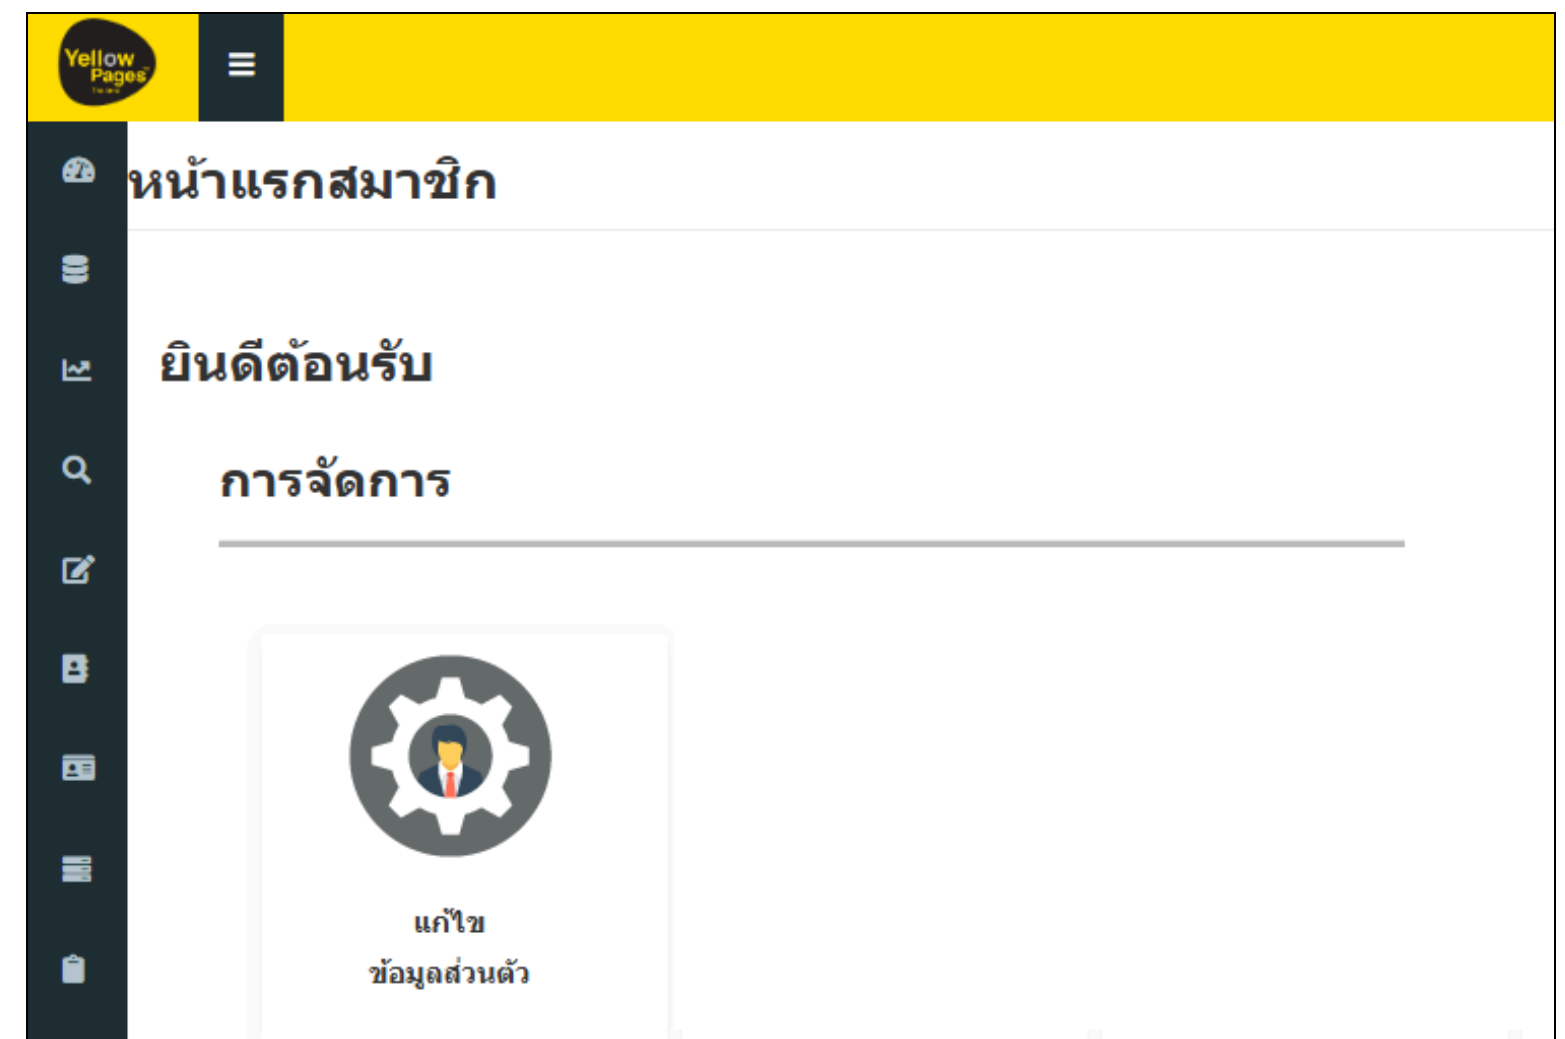 Yellow
Pages
หน้าแรกสมาชิก
ยินดีต้อนรับ
การจัดการ
แก้ไข
ข้อมูลส่วนตัว